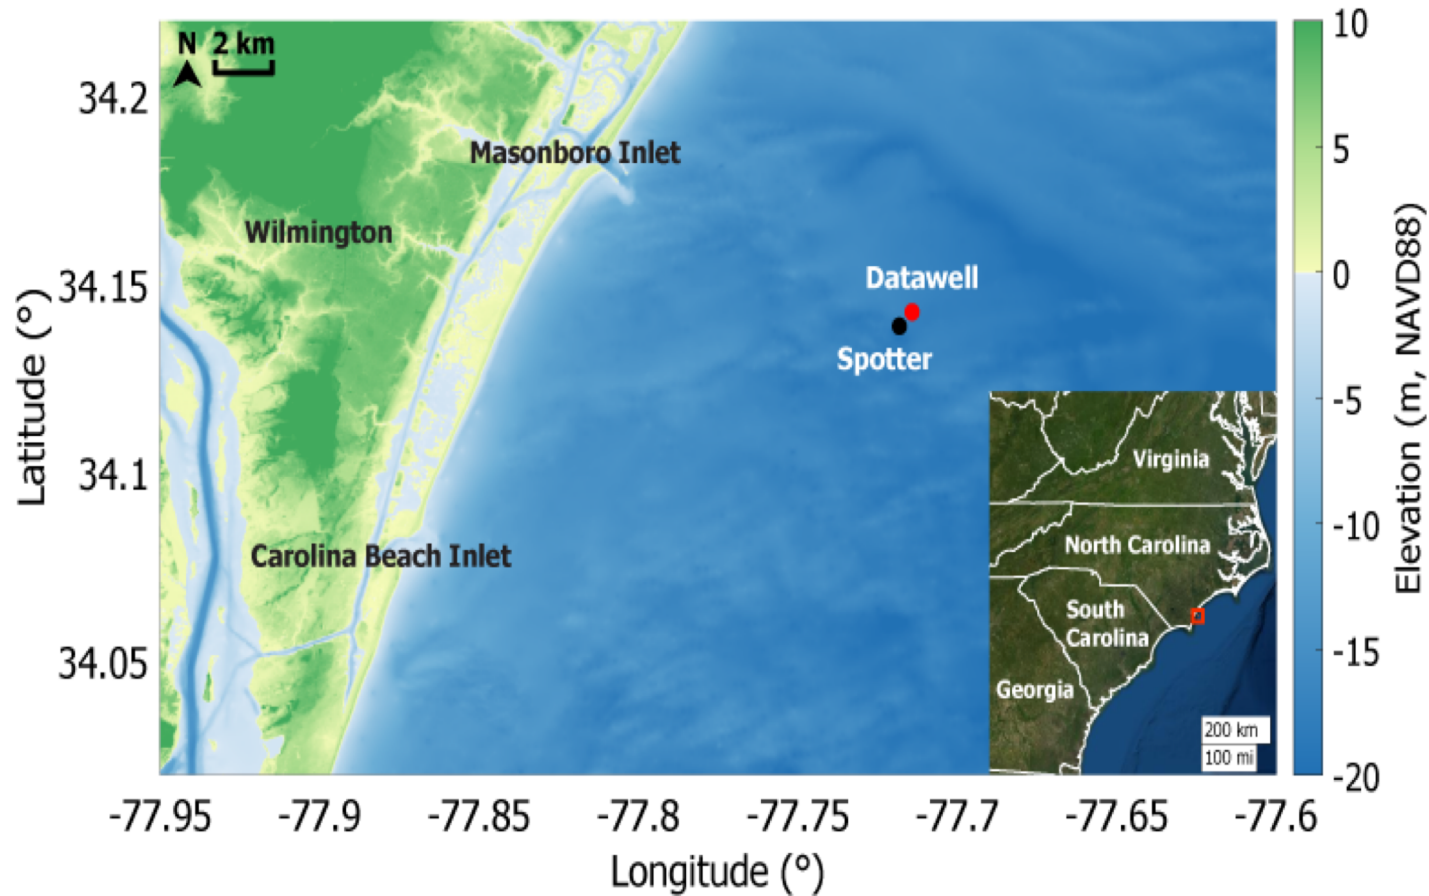 N 2 km
Masonboro Inlet
Wilmington
Carolina Beach Inlet
Datawell
Spotter
Virginia
North Carolina
South
Carolina
Georgia
200 km
100 mi
34.2
34.15
34.1
34.05
Latitude (°)
-77.95 -77.9 -77.85 -77.8 -77.75 -77.7 -77.65 -77.6
Longitude (°)
10
5
0
-5
-10
-15
-20
Elevation (m, NAVD88)